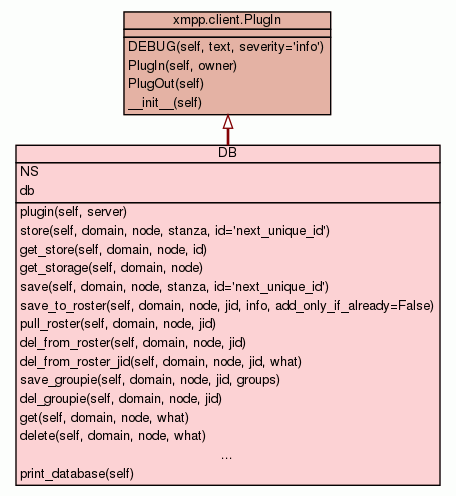 xmpp.client.PlugIn
DEBUG(self, text, severity='info')
PlugIn(self, owner)
PlugOut(self)
__init__(self)
DB
NS
db
plugin(self, server)
store(self, domain, node, stanza, id='next_unique_id')
get_store(self, domain, node, id)
get_storage(self, domain, node)
save(self, domain, node, stanza, id='next_unique_id')
save_to_roster(self, domain, node, jid, info, add_only_if_already=False)
pull_roster(self, domain, node, jid)
del_from_roster(self, domain, node, jid)
del_from_roster_jid(self, domain, node, jid, what)
save_groupie(self, domain, node, jid, groups)
del_groupie(self, domain, node, jid)
get(self, domain, node, what)
delete(self, domain, node, what)
...
print_database(self)